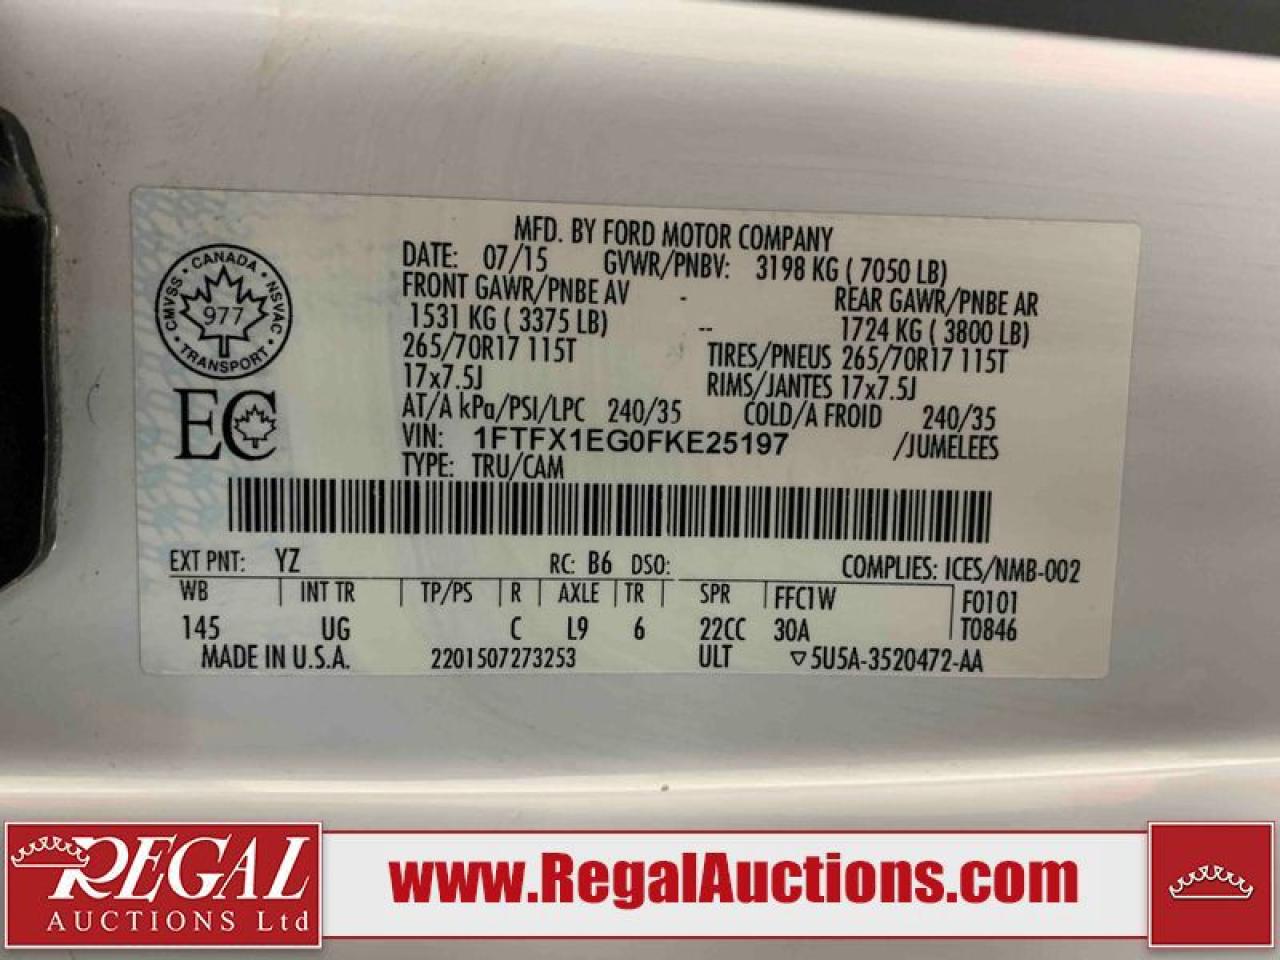 MFD. BY FORD MOTOR COMPANY
DATE: 07/15 GVWR/PNBV: 3198 KG ( 7050 LB)
FRONT GAWR/PNBE AV - REAR GAWR/PNBE AR
1531 KG ( 3375 LB) -- 1724 KG ( 3800 LB)
265/70R17 115T TIRES/PNEUS 265/70R17 115T
17x7.5J RIMS/JANTES 17x7.5J
AT/A kPa/PSI/LPC 240/35 COLD/A FROID 240/35
VIN: 1FTFX1EG0FKE25197 /JUMELEES
TYPE: TRU/CAM
CANADA
CMVSS NSVAC
977
TRANSPORT
EC
EXT PNT: YZ RC: B6 DSO: COMPLIES: ICES/NMB-002
WB INT TR TP/PS R AXLE TR SPR FFC1W F0101
145 UG C L9 6 22CC 30A T0846
MADE IN U.S.A. 2201507273253 ULT ▽5U5A-3520472-AA
REGAL
AUCTIONS Ltd
www.RegalAuctions.com